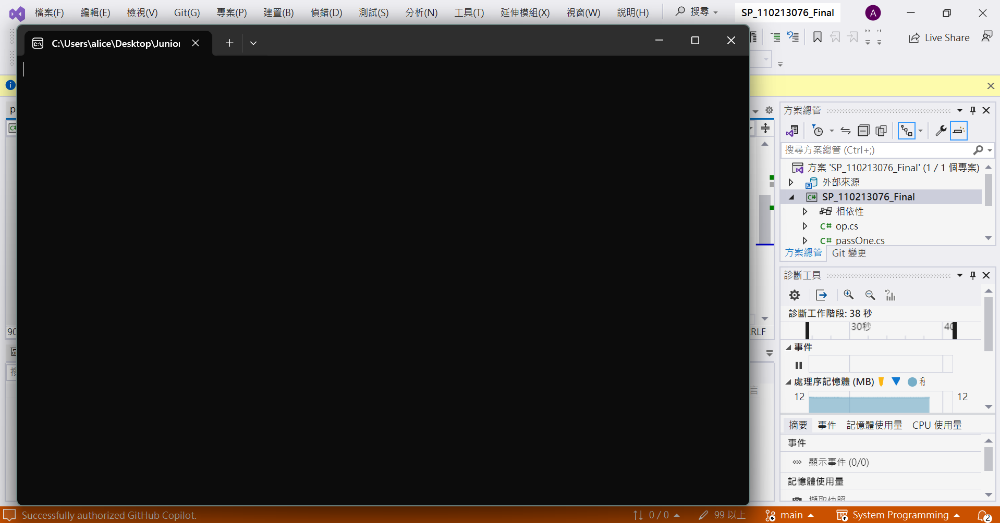 檔案(F) 編輯(E) 檢視(V) Git(G) 專案(P) 建置(B) 偵錯(D) 測試(S) 分析(N) 工具(T) 延伸模組(X) 視窗(W) 說明(H) 搜尋 SP_110213076_Final A
C:\Users\alice\Desktop\Junior
Live Share
方案總管
搜尋方案總管 (Ctrl+;)
方案 'SP_110213076_Final' (1 / 1 個專案)
外部來源
C# SP_110213076_Final
相依性
C# op.cs
C# passOne.cs
方案總管 Git 變更
診斷工具
診斷工作階段: 38 秒
30秒 40
事件
處理序記憶體 (MB)
12 12
摘要 事件 記憶體使用量 CPU 使用量
事件
顯示事件 (0/0)
記憶體使用量
擷取快照
p
C#
90
RLF
搜
言
Successfully authorized GitHub Copilot. 0 / 0 99 以上 main System Programming 2